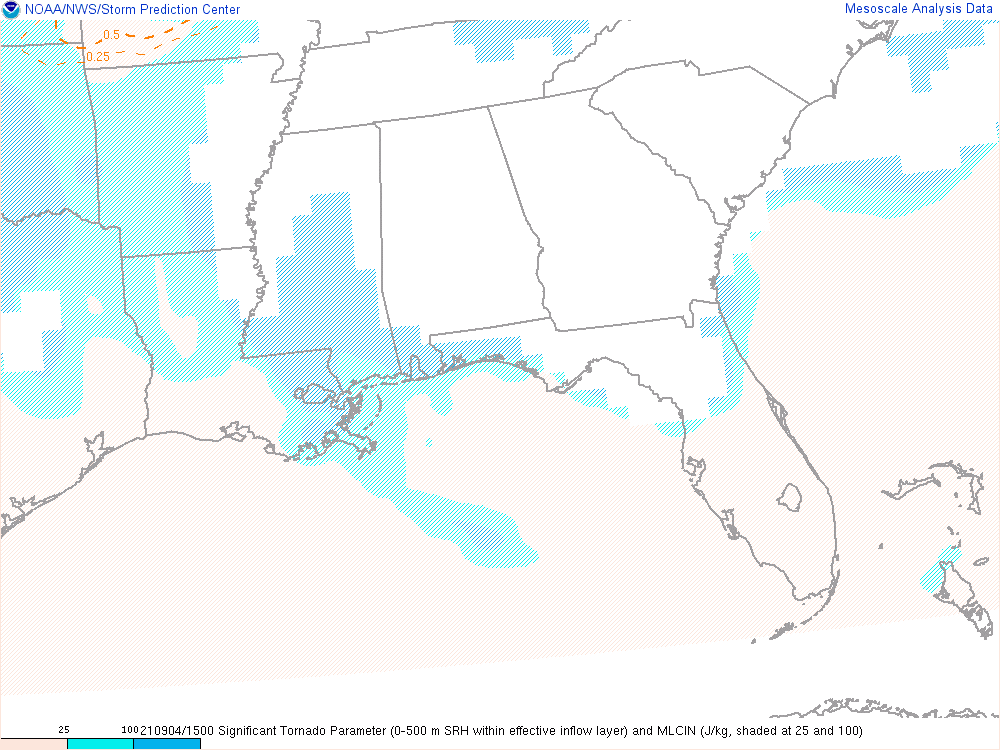 NOAA/NWS/Storm Prediction Center
Mesoscale Analysis Data
0.5
0.25
25
100
210904/1500 Significant Tornado Parameter (0-500 m SRH within effective inflow layer) and MLCIN (J/kg, shaded at 25 and 100)